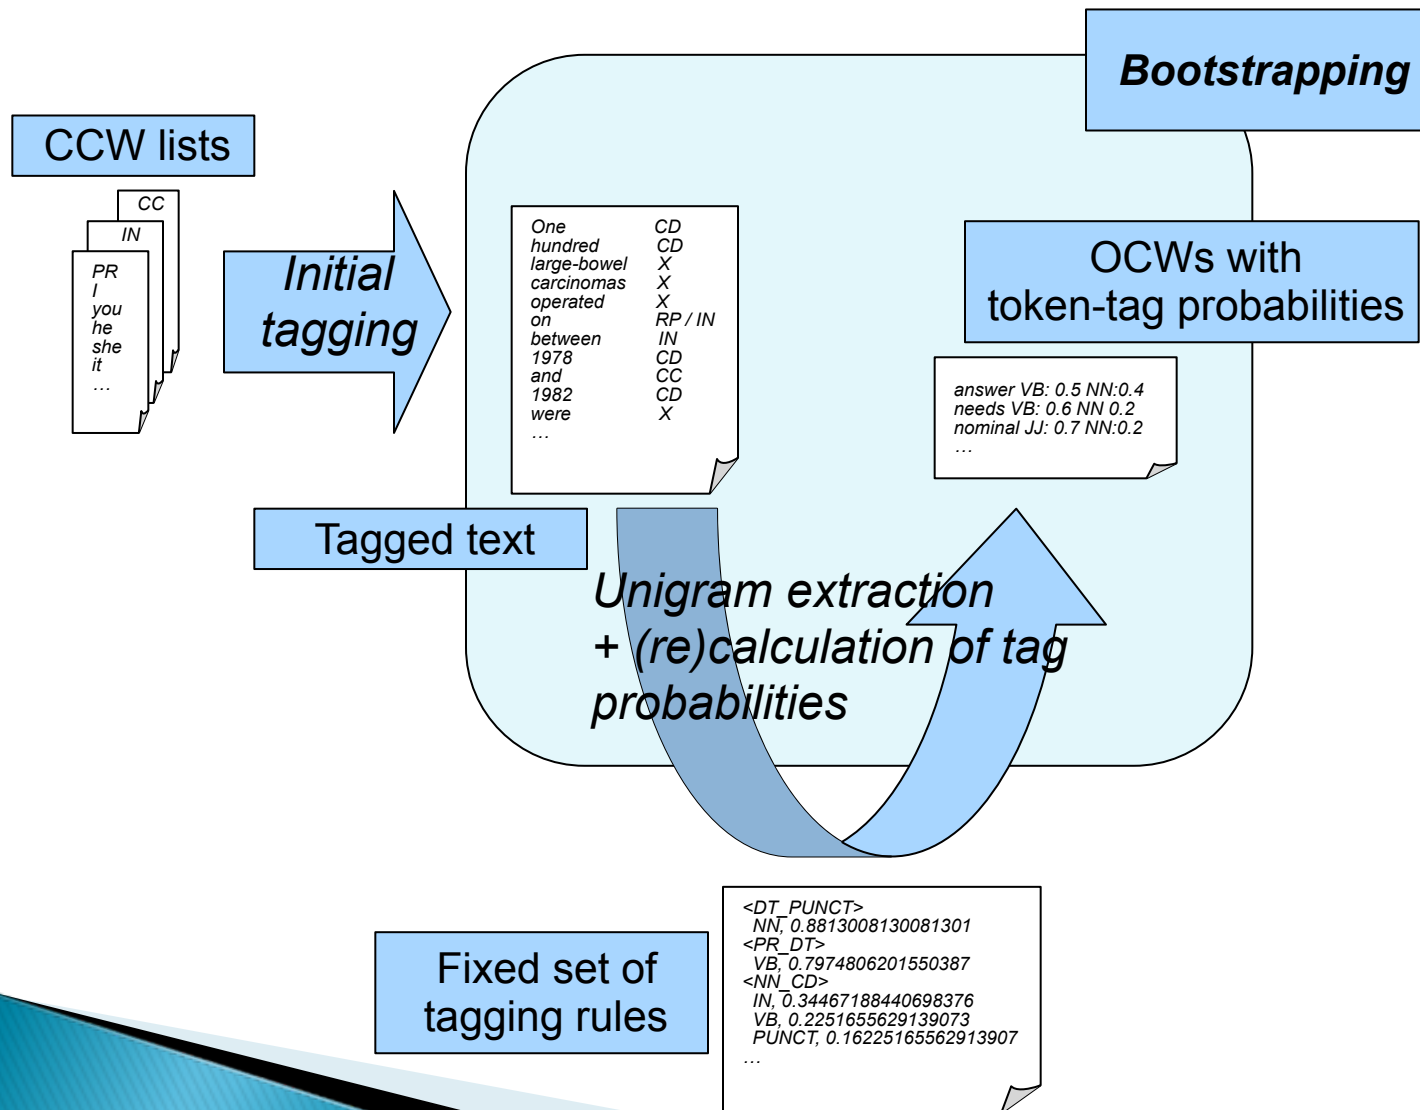 Bootstrapping
CCW lists
CC
IN
PR
I
you
he
she
it
…
Initial
tagging
One CD
hundred CD
large-bowel X
carcinomas X
operated X
on RP / IN
between IN
1978 CD
and CC
1982 CD
were X
…
OCWs with
token-tag probabilities
answer VB: 0.5 NN:0.4
needs VB: 0.6 NN 0.2
nominal JJ: 0.7 NN:0.2
…
Tagged text
Unigram extraction
+ (re)calculation of tag
probabilities
Fixed set of
tagging rules
<DT_PUNCT>
NN, 0.8813008130081301
<PR_DT>
VB, 0.7974806201550387
<NN_CD>
IN, 0.34467188440698376
VB, 0.2251655629139073
PUNCT, 0.16225165562913907
…